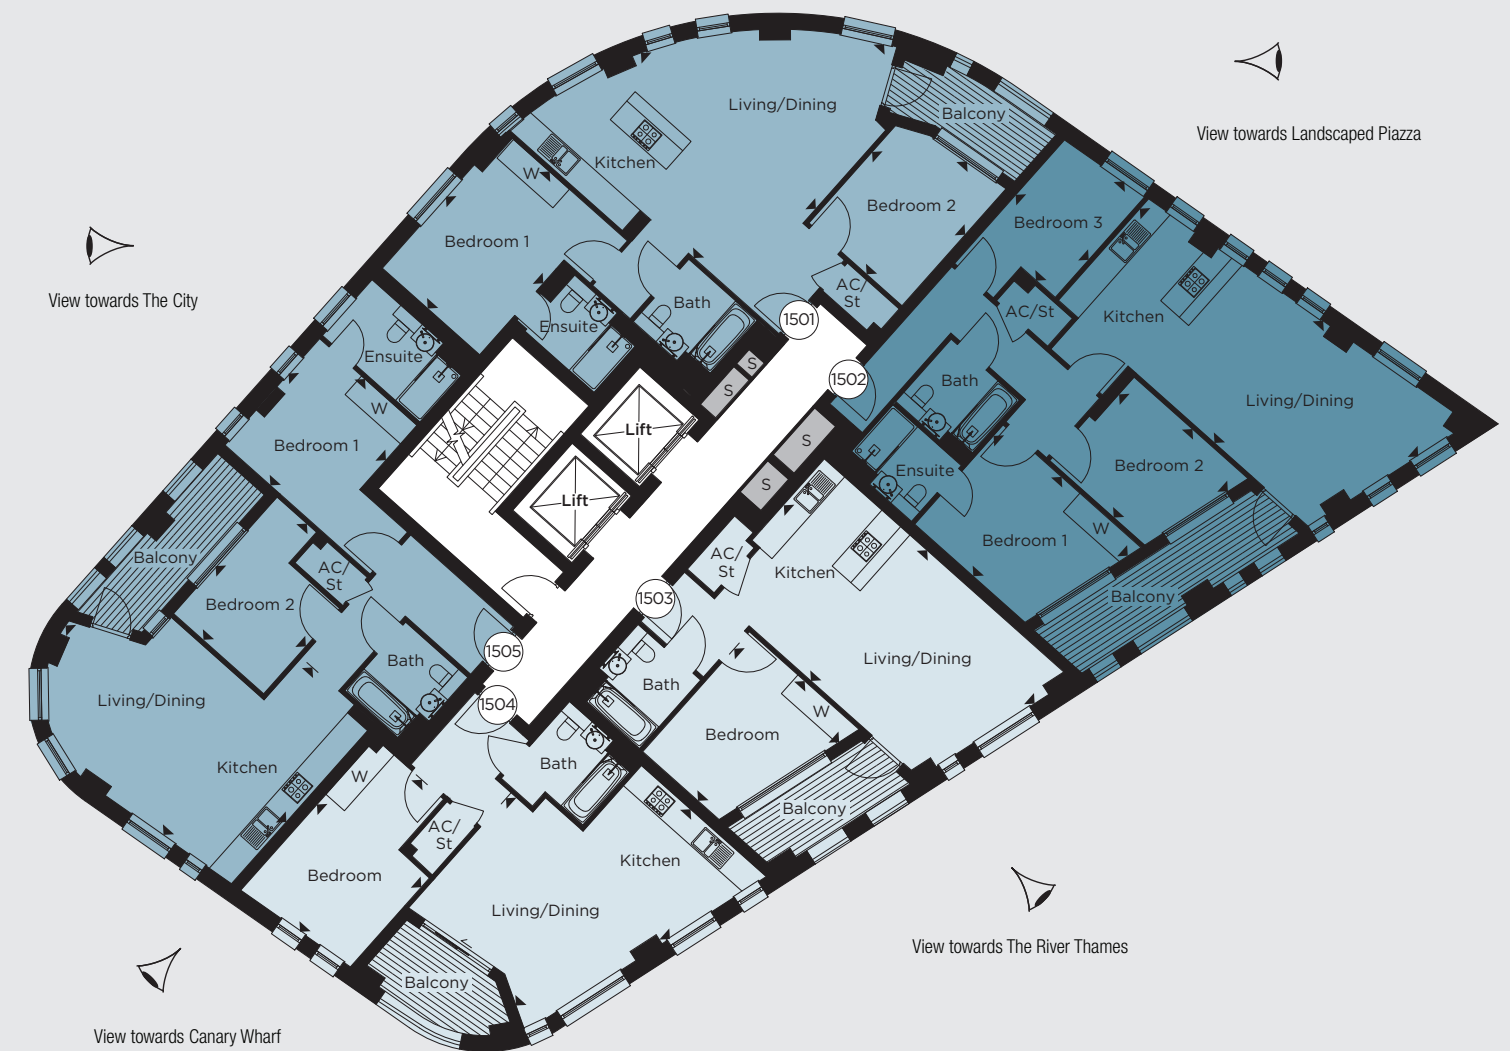 Living/Dining
Balcony
View towards Landscaped Piazza
Kitchen
W
Bedroom 2
Bedroom 1
Bedroom 3
View towards The City
AC/
St
Bath
Ensuite
1501
AC/St
Kitchen
Ensuite
S
S
1502
Bath
W
Living/Dining
Lift
Bedroom 1
S
Bedroom 2
Ensuite
S
Lift
W
Bedroom 1
Balcony
AC/
St
AC/
St
Kitchen
Bedroom 2
1503
Balcony
1505
Bath
Living/Dining
Bath
Living/Dining
1504
W
Bedroom
Bath
Kitchen
W
Balcony
AC/
St
Kitchen
Bedroom
Living/Dining
View towards The River Thames
Balcony
View towards Canary Wharf